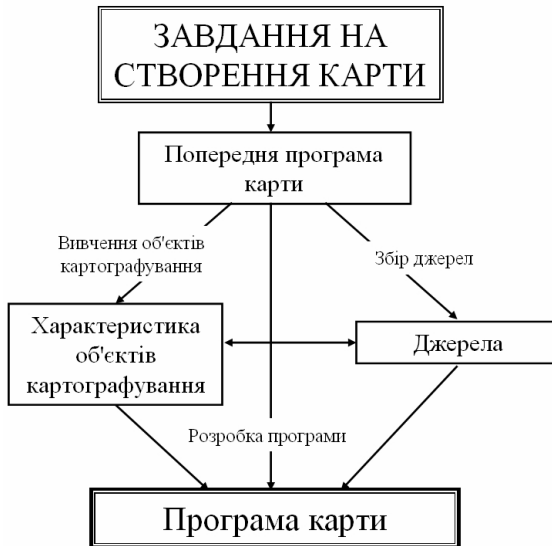 ЗАВДАННЯ НА
СТВОРЕННЯ КАРТИ
Попередня програма
карти
Вивчення об'єктів
картографування
Збір джерел
Характеристика
об'єктів
картографування
Джерела
Розробка програми
Програма карти